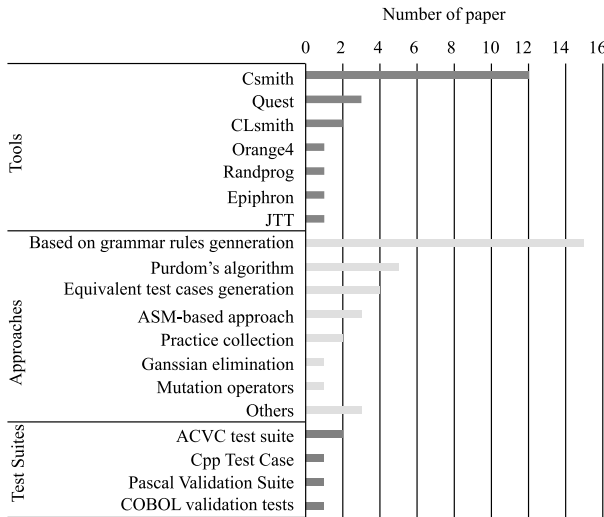 Number of paper
0 2 4 6 8 10 12 14 16
Tools
Csmith
Quest
CLsmith
Orange4
Randprog
Epiphron
JTT
Approaches
Based on grammar rules genneration
Purdom's algorithm
Equivalent test cases generation
ASM-based approach
Practice collection
Ganssian elimination
Mutation operators
Others
Test Suites
ACVC test suite
Cpp Test Case
Pascal Validation Suite
COBOL validation tests